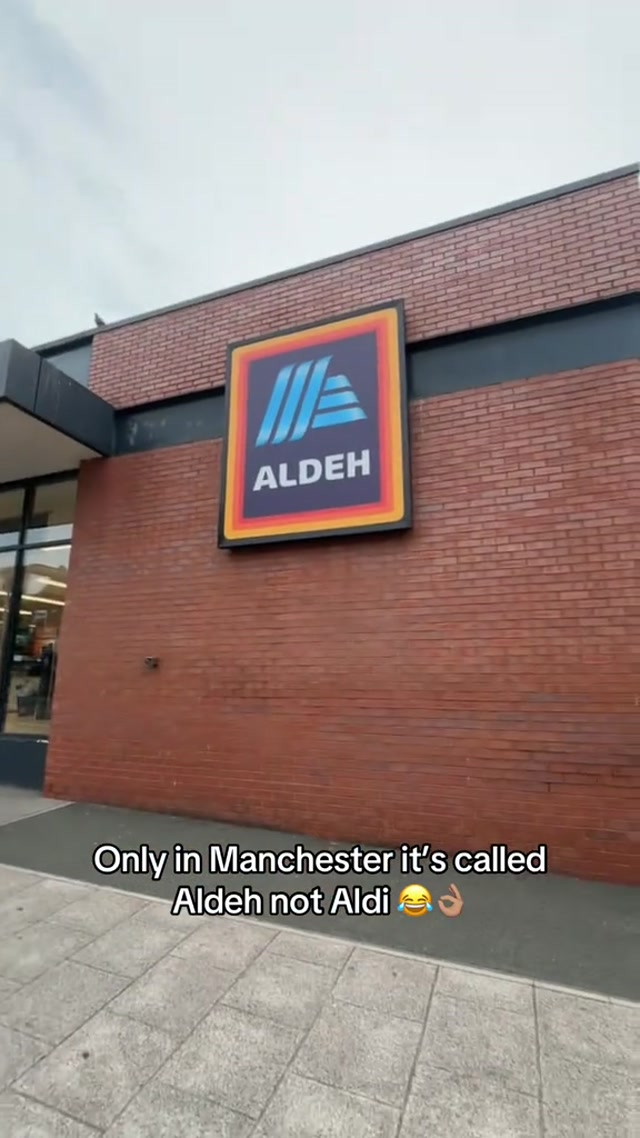 ALDEH
Only in Manchester it’s called
Aldeh not Aldi 😂👌🏽